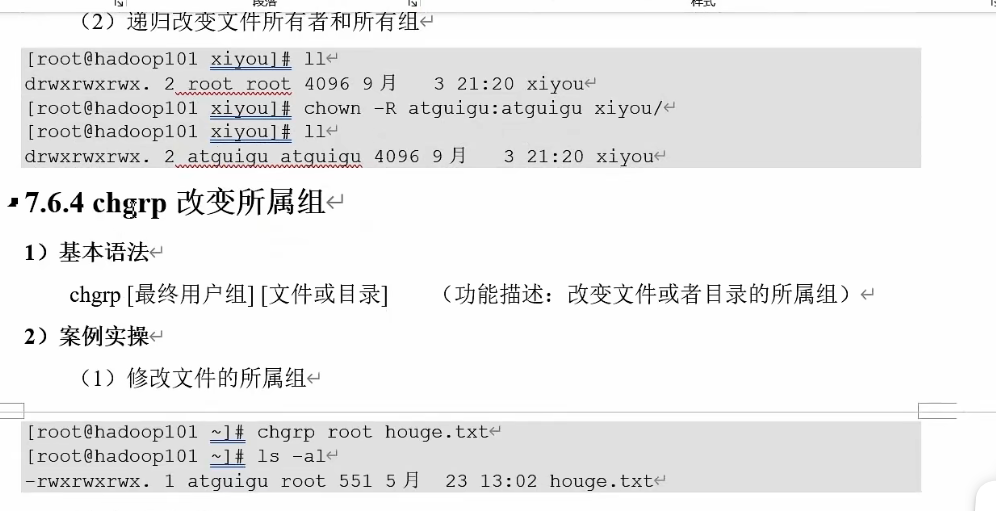 段落
样式
（2）递归改变文件所有者和所有组
[root@hadoop101 xiyou]# ll
drwxrwxrwx. 2 root root 4096 9月   3 21:20 xiyou
[root@hadoop101 xiyou]# chown -R atguigu:atguigu xiyou/
[root@hadoop101 xiyou]# ll
drwxrwxrwx. 2 atguigu atguigu 4096 9月   3 21:20 xiyou
7.6.4 chgrp 改变所属组
1）基本语法
chgrp [最终用户组] [文件或目录]    （功能描述：改变文件或者目录的所属组）
2）案例实操
（1）修改文件的所属组
[root@hadoop101 ~]# chgrp root houge.txt
[root@hadoop101 ~]# ls -al
-rwxrwxrwx. 1 atguigu root 551 5月  23 13:02 houge.txt